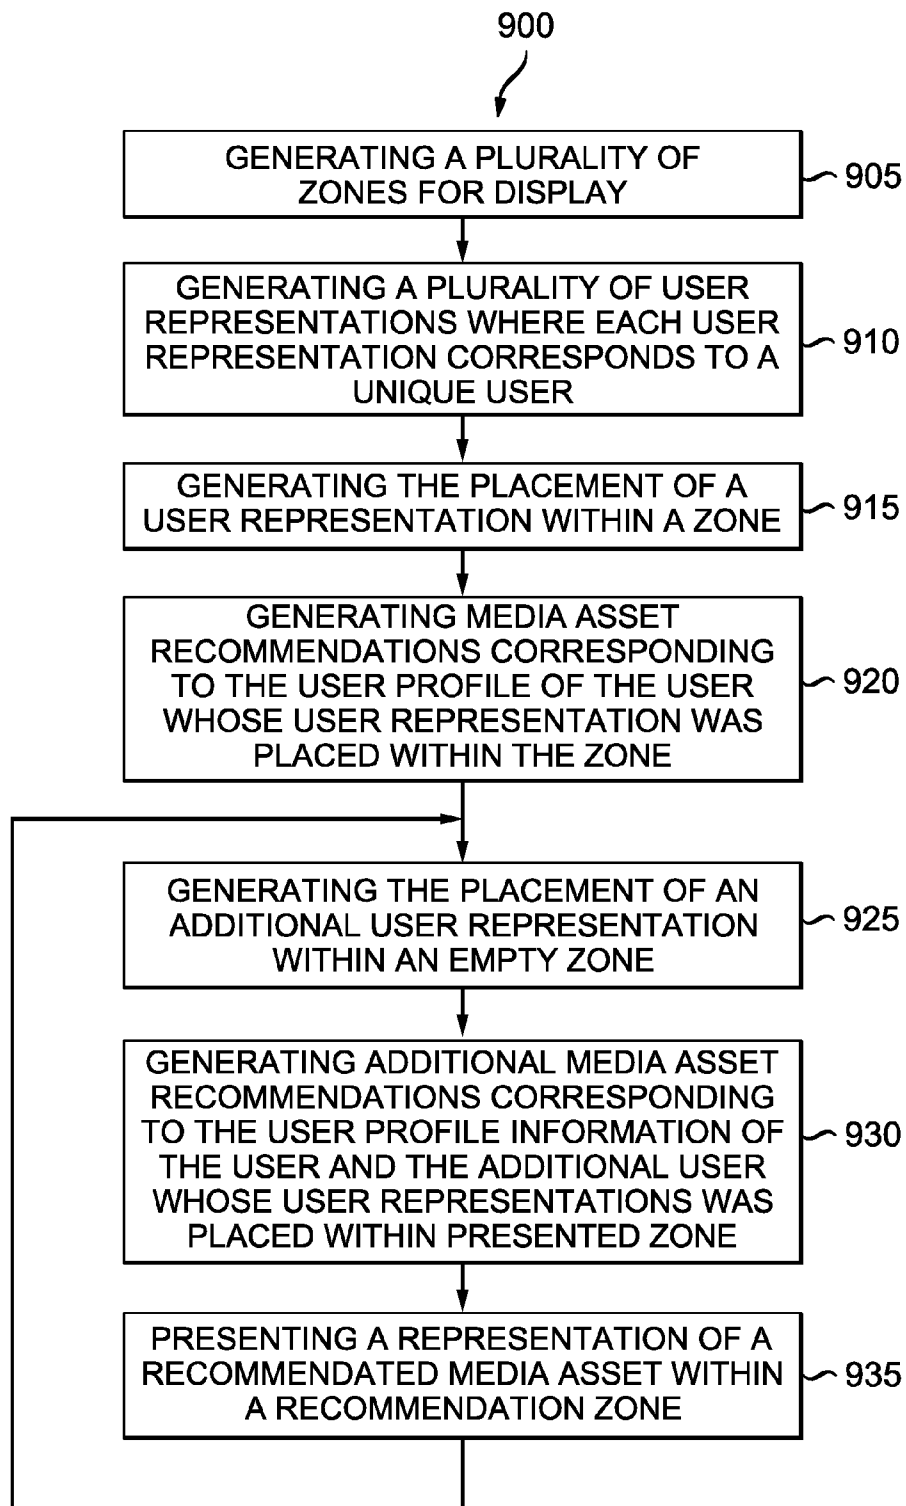 900
GENERATING A PLURALITY OF
ZONES FOR DISPLAY
905
GENERATING A PLURALITY OF USER
REPRESENTATIONS WHERE EACH USER
REPRESENTATION CORRESPONDS TO A
UNIQUE USER
910
GENERATING THE PLACEMENT OF A
USER REPRESENTATION WITHIN A ZONE
915
GENERATING MEDIA ASSET
RECOMMENDATIONS CORRESPONDING
TO THE USER PROFILE OF THE USER
WHOSE USER REPRESENTATION WAS
PLACED WITHIN THE ZONE
920
GENERATING THE PLACEMENT OF AN
ADDITIONAL USER REPRESENTATION
WITHIN AN EMPTY ZONE
925
GENERATING ADDITIONAL MEDIA ASSET
RECOMMENDATIONS CORRESPONDING
TO THE USER PROFILE INFORMATION OF
THE USER AND THE ADDITIONAL USER
WHOSE USER REPRESENTATIONS WAS
PLACED WITHIN PRESENTED ZONE
930
PRESENTING A REPRESENTATION OF A
RECOMMENDATED MEDIA ASSET WITHIN
A RECOMMENDATION ZONE
935